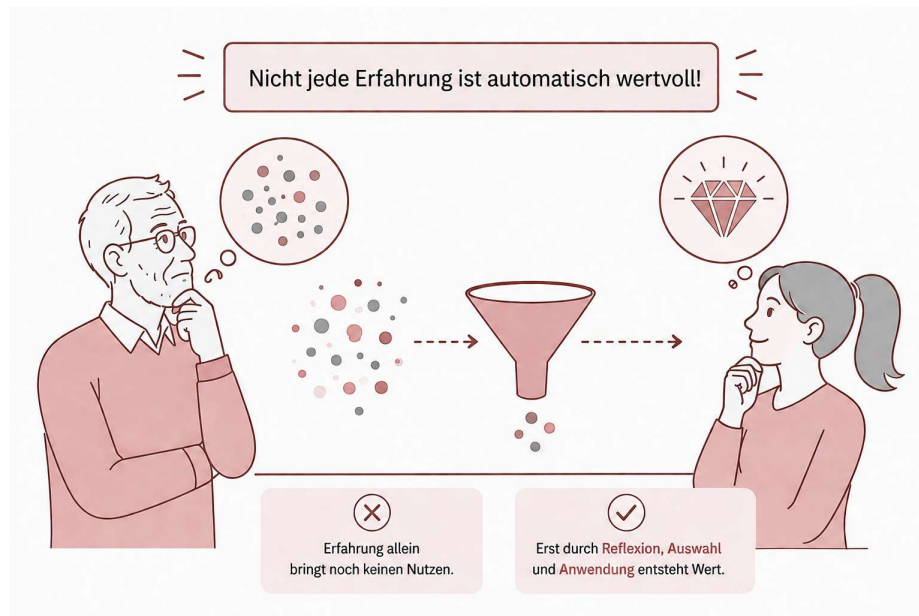 Nicht jede Erfahrung ist automatisch wertvoll!
Erfahrung allein
bringt noch keinen Nutzen.
Erst durch Reflexion, Auswahl
und Anwendung entsteht Wert.